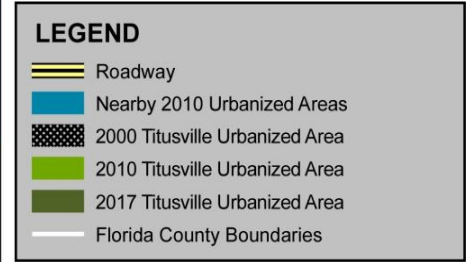 LEGEND
Roadway
Nearby 2010 Urbanized Areas
2000 Titusville Urbanized Area
2010 Titusville Urbanized Area
2017 Titusville Urbanized Area
Florida County Boundaries